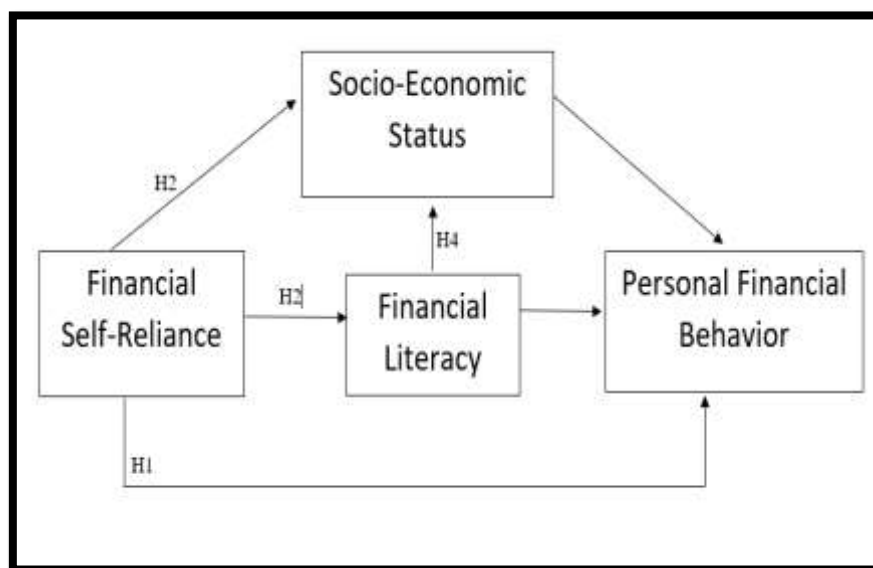 Socio-Economic
Status
H2
H4
Financial
Self-Reliance
H2
Financial
Literacy
Personal Financial
Behavior
H1